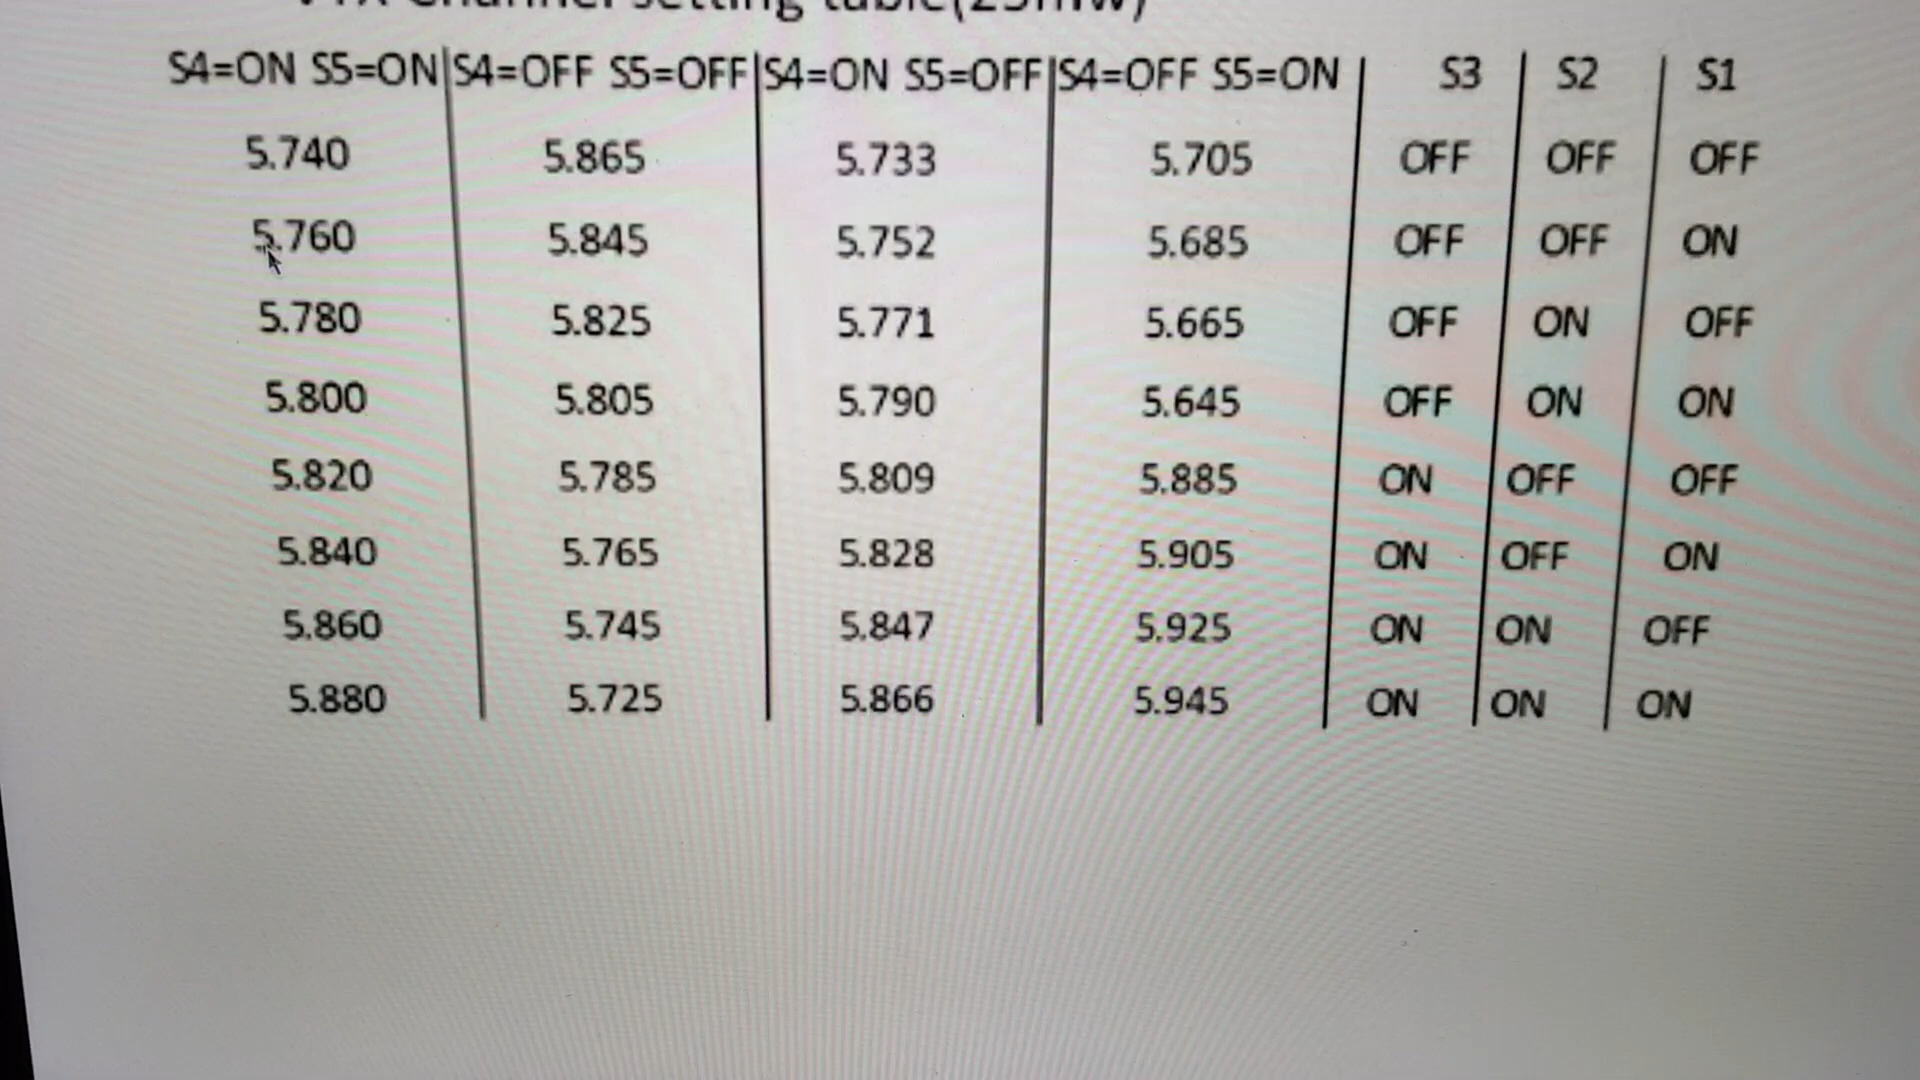 VTX Channel setting table(25mw)
S4=ON S5=ON|S4=OFF S5=OFF|S4=ON S5=OFF|S4=OFF S5=ON | S3 | S2 | S1
5.740 5.865 5.733 5.705 OFF OFF OFF
5.760 5.845 5.752 5.685 OFF OFF ON
5.780 5.825 5.771 5.665 OFF ON OFF
5.800 5.805 5.790 5.645 OFF ON ON
5.820 5.785 5.809 5.885 ON OFF OFF
5.840 5.765 5.828 5.905 ON OFF ON
5.860 5.745 5.847 5.925 ON ON OFF
5.880 5.725 5.866 5.945 ON ON ON